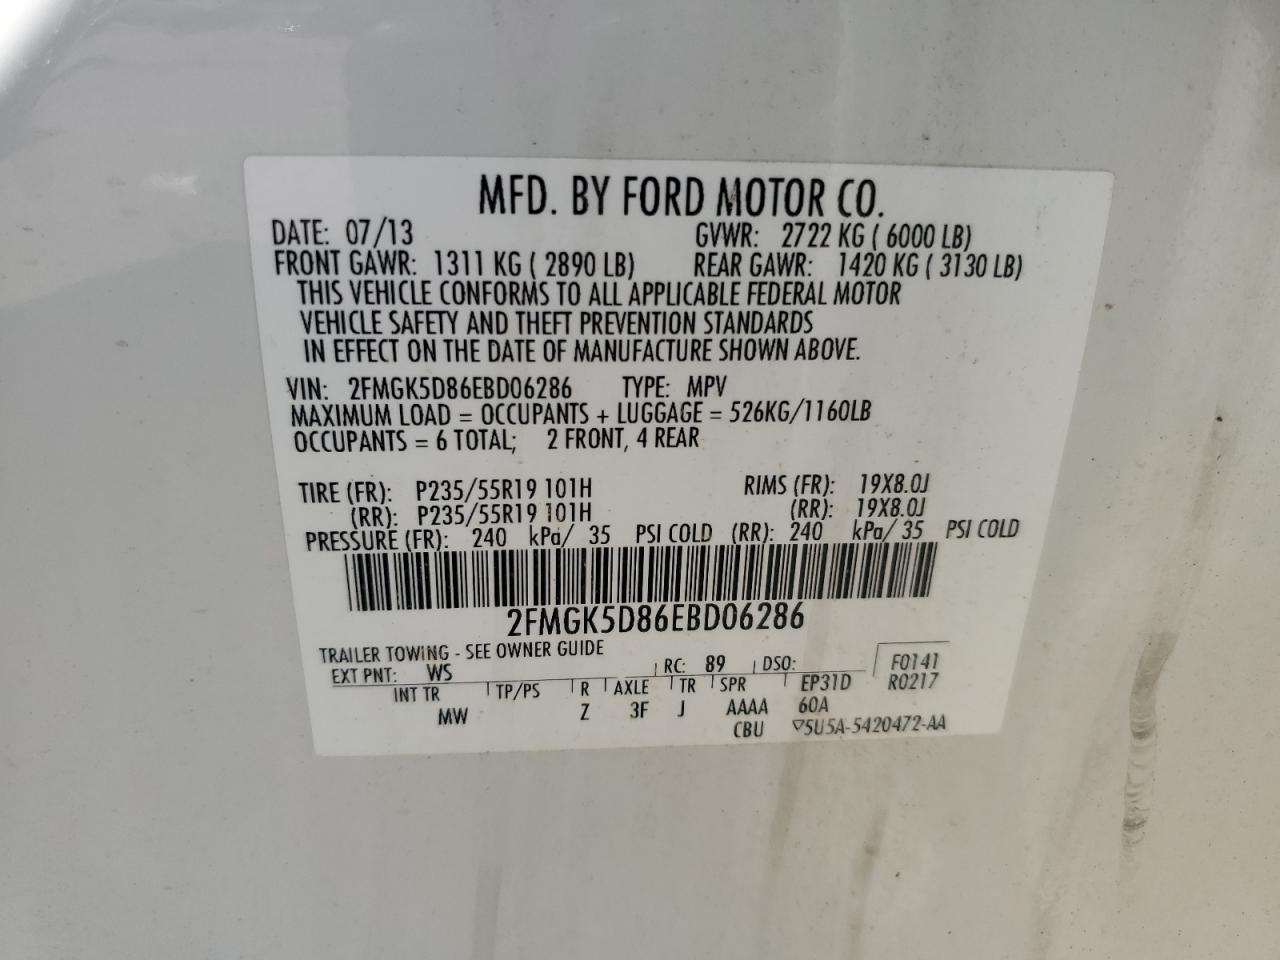 MFD. BY FORD MOTOR CO.
DATE: 07/13 GVWR: 2722 KG ( 6000 LB)
FRONT GAWR: 1311 KG ( 2890 LB) REAR GAWR: 1420 KG ( 3130 LB)
THIS VEHICLE CONFORMS TO ALL APPLICABLE FEDERAL MOTOR
VEHICLE SAFETY AND THEFT PREVENTION STANDARDS
IN EFFECT ON THE DATE OF MANUFACTURE SHOWN ABOVE.
VIN: 2FMGK5D86EBD06286 TYPE: MPV
MAXIMUM LOAD = OCCUPANTS + LUGGAGE = 526KG/1160LB
OCCUPANTS = 6 TOTAL; 2 FRONT, 4 REAR
TIRE (FR): P235/55R19 101H RIMS (FR): 19X8.0J
(RR): P235/55R19 101H (RR): 19X8.0J
PRESSURE (FR): 240 kPa/ 35 PSI COLD (RR): 240 kPa/ 35 PSI COLD
2FMGK5D86EBD06286
TRAILER TOWING - SEE OWNER GUIDE
EXT PNT: WS RC: 89 DSO: F0141
INT TR TP/PS R AXLE TR SPR EP31D R0217
MW Z 3F J AAAA 60A
CBU ▽5U5A-5420472-AA